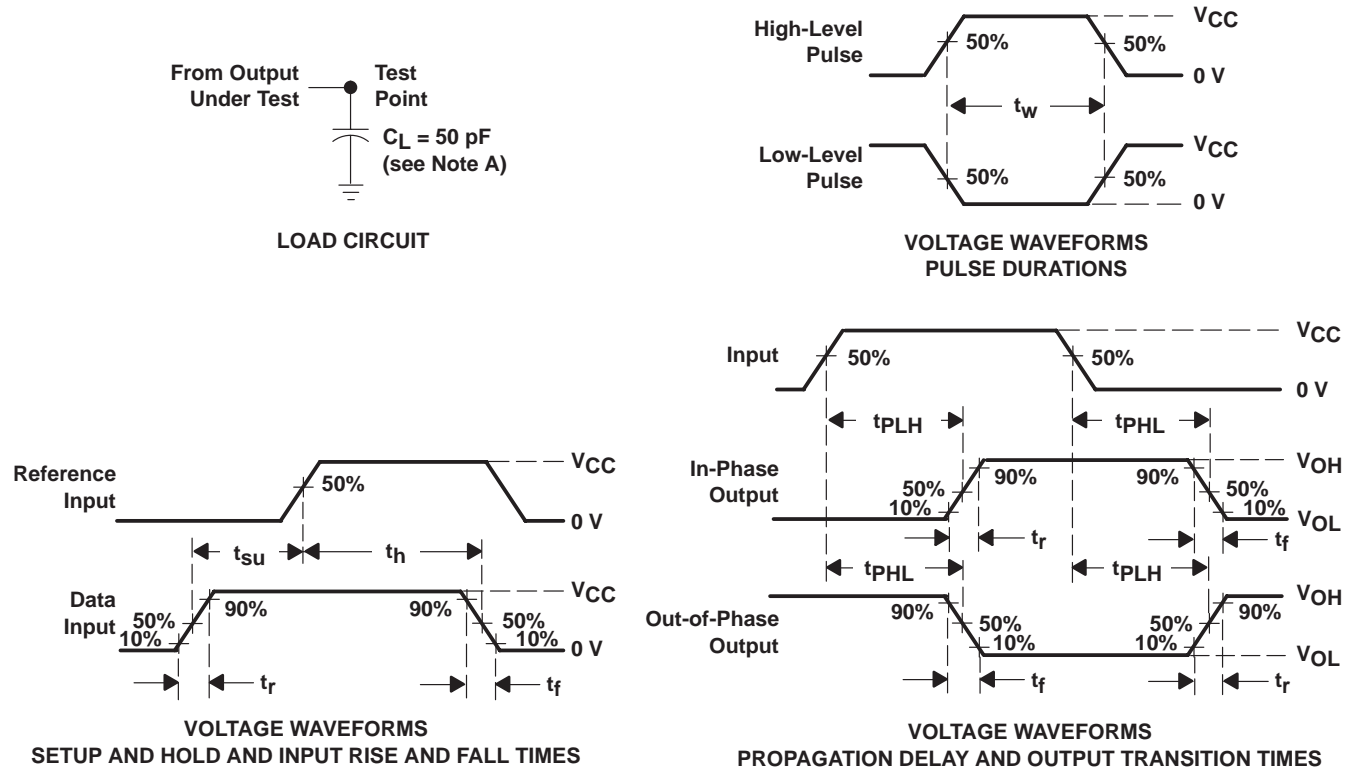 From Output
Under Test
Test
Point
CL = 50 pF
(see Note A)
LOAD CIRCUIT
High-Level
Pulse
50%
50%
VCC
0 V
tw
Low-Level
Pulse
50%
50%
VCC
0 V
VOLTAGE WAVEFORMS
PULSE DURATIONS
Reference
Input
50%
VCC
0 V
tsu
th
Data
Input
50%
10%
90%
90%
50%
10%
VCC
0 V
tr
tf
VOLTAGE WAVEFORMS
SETUP AND HOLD AND INPUT RISE AND FALL TIMES
Input
50%
50%
VCC
0 V
tPLH
tPHL
In-Phase
Output
50%
10%
90%
90%
50%
10%
VOH
VOL
tr
tf
tPHL
tPLH
Out-of-Phase
Output
90%
50%
10%
50%
10%
90%
VOH
VOL
tf
tr
VOLTAGE WAVEFORMS
PROPAGATION DELAY AND OUTPUT TRANSITION TIMES